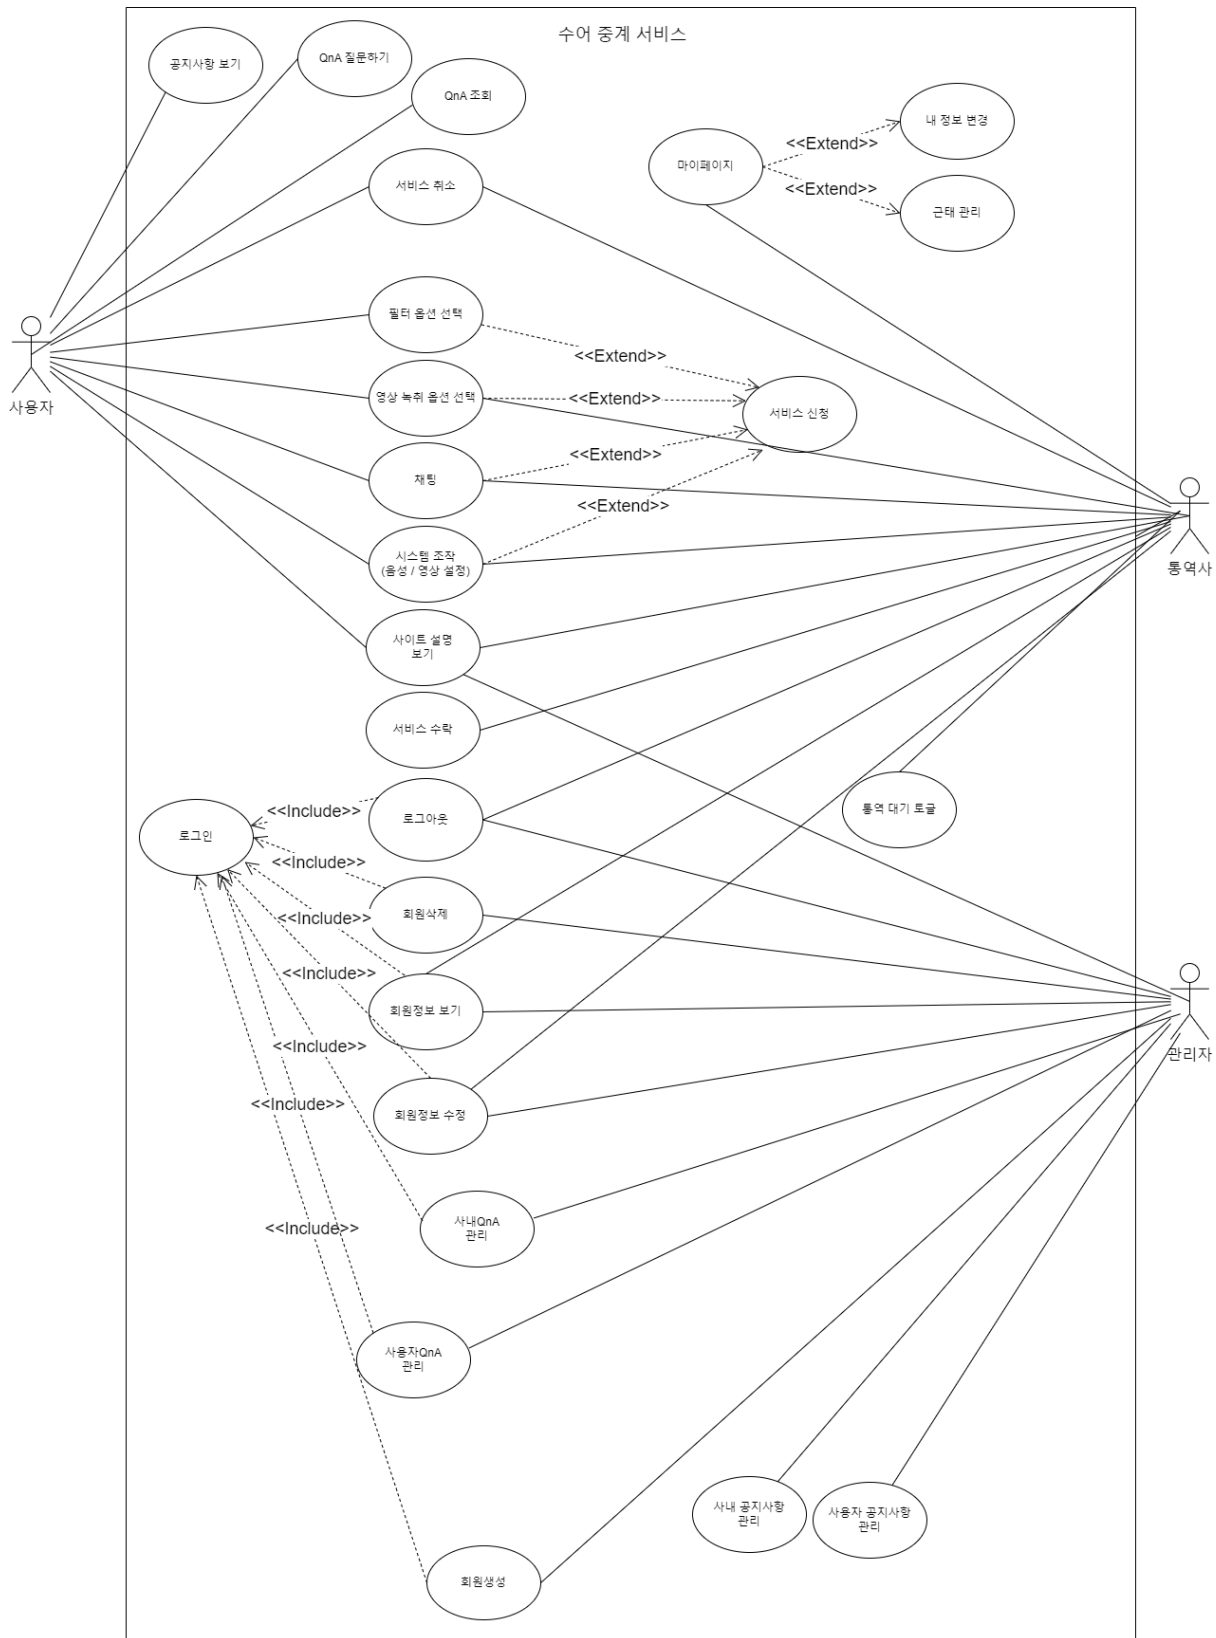 수어 중계 서비스
공지사항 보기
QnA 질문하기
QnA 조회
내 정보 변경
<<Extend>>
마이페이지
서비스 취소
<<Extend>>
근태 관리
필터 옵션 선택
<<Extend>>
사용자
영상 녹취 옵션 선택
<<Extend>>
서비스 신청
<<Extend>>
채팅
<<Extend>>
시스템 조작
(음성 / 영상 설정)
통역사
사이트 설명
보기
서비스 수락
<<Include>>
로그아웃
통역 대기 토글
로그인
<<Include>>
회원삭제
<<Include>>
<<Include>>
회원정보 보기
<<Include>>
관리자
<<Include>>
회원정보 수정
<<Include>>
사내QnA
관리
사용자QnA
관리
사내 공지사항
관리
사용자 공지사항
관리
회원생성